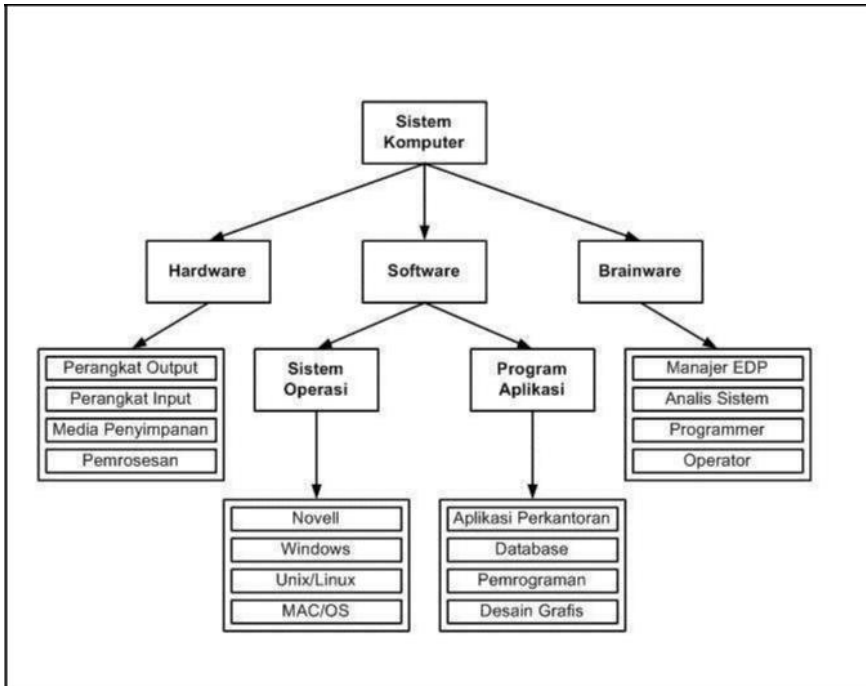 Sistem
Komputer
Hardware
Software
Brainware
Perangkat Output
Perangkat Input
Media Penyimpanan
Pemrosesan
Sistem
Operasi
Program
Aplikasi
Manajer EDP
Analis Sistem
Programmer
Operator
Novell
Windows
Unix/Linux
MAC/OS
Aplikasi Perkantoran
Database
Pemrograman
Desain Grafis